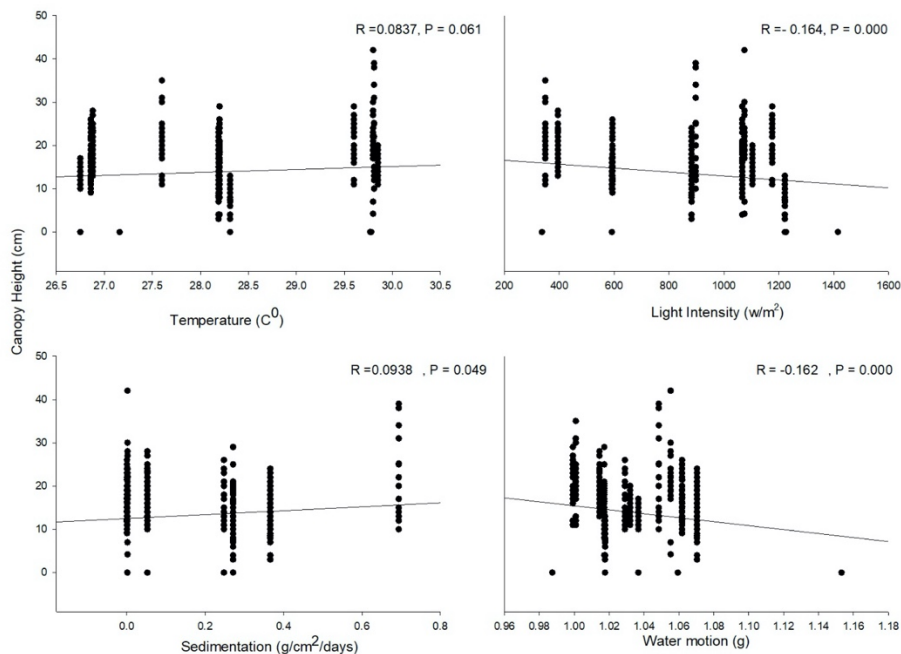 R =0.0837, P = 0.061
R =- 0.164, P = 0.000
50
40
30
20
10
0
26.5 27.0 27.5 28.0 28.5 29.0 29.5 30.0 30.5
200 400 600 800 1000 1200 1400 1600
Temperature (C⁰)
Light Intensity (w/m²)
Canopy Height (cm)
R =0.0938 , P = 0.049
R = -0.162 , P = 0.000
50
40
30
20
10
0
0.0 0.2 0.4 0.6 0.8
0.96 0.98 1.00 1.02 1.04 1.06 1.08 1.10 1.12 1.14 1.16 1.18
Sedimentation (g/cm²/days)
Water motion (g)